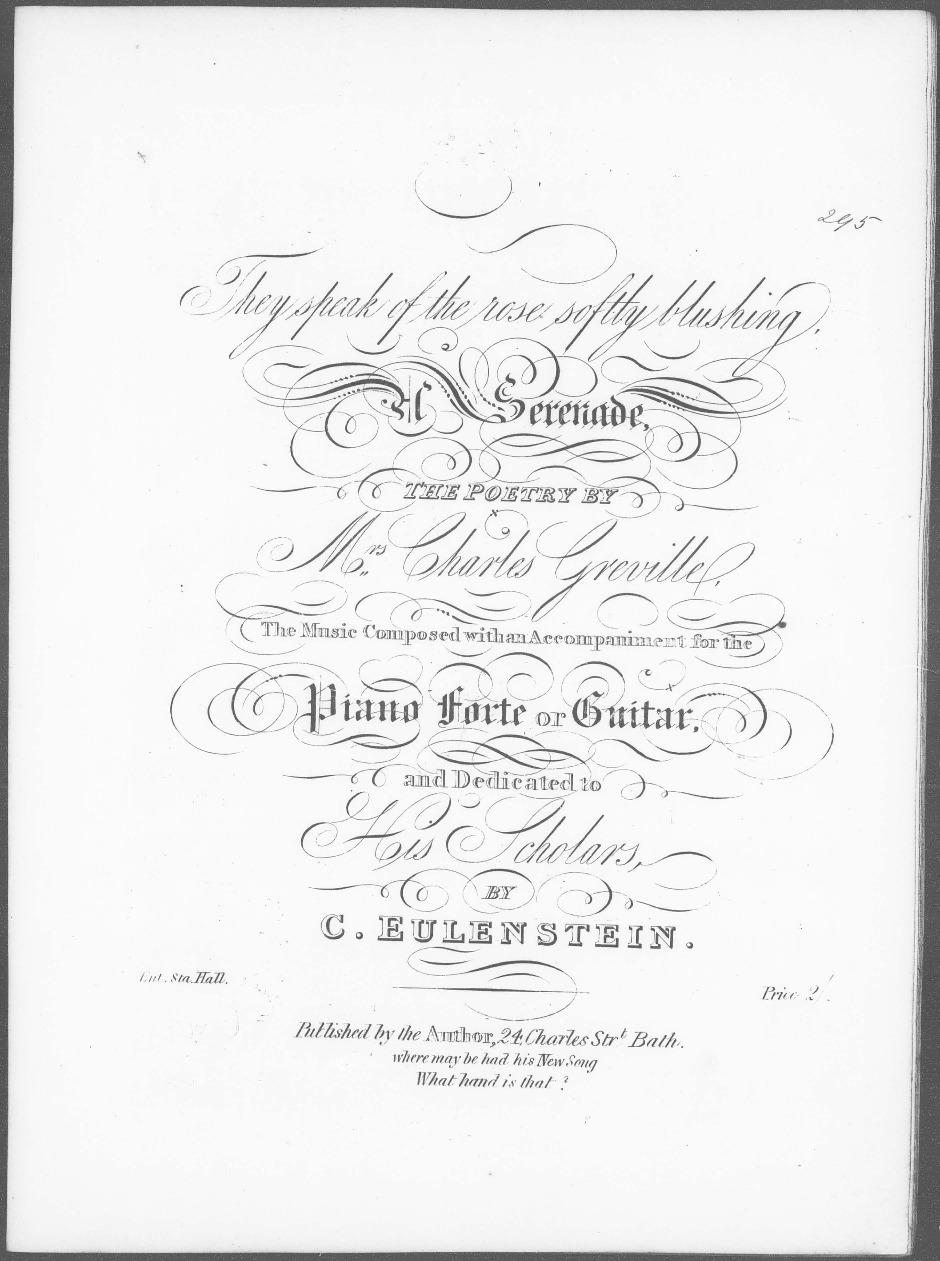 295
They speak of the rose softly blushing,
A Serenade,
THE POETRY BY
Mrs. Charles Greville,
The Music Composed with an Accompaniment for the
Piano Forte or Guitar,
and Dedicated to
His Scholars,
BY
C. EULENSTEIN.
Ent. Sta. Hall.
Price 2/.
Published by the Author, 24, Charles Strt Bath.
where may be had his New Song
What hand is that?